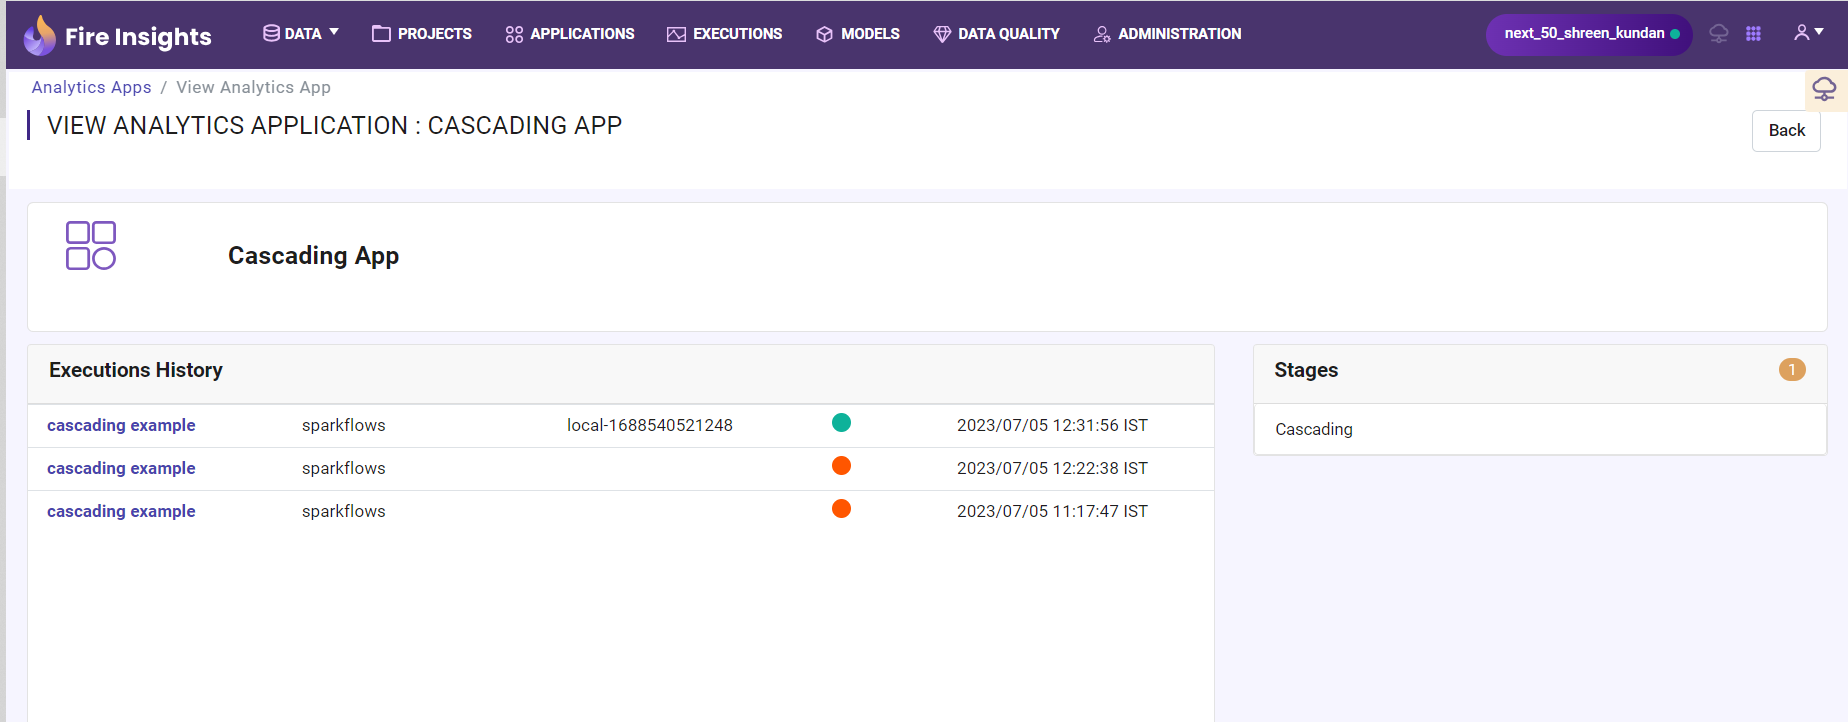 Fire Insights DATA PROJECTS APPLICATIONS EXECUTIONS MODELS DATA QUALITY ADMINISTRATION next_50_shreen_kundan
Analytics Apps / View Analytics App
VIEW ANALYTICS APPLICATION : CASCADING APP
Back
Cascading App
Executions History
cascading example sparkflows local-1688540521248 2023/07/05 12:31:56 IST
cascading example sparkflows 2023/07/05 12:22:38 IST
cascading example sparkflows 2023/07/05 11:17:47 IST
Stages 1
Cascading